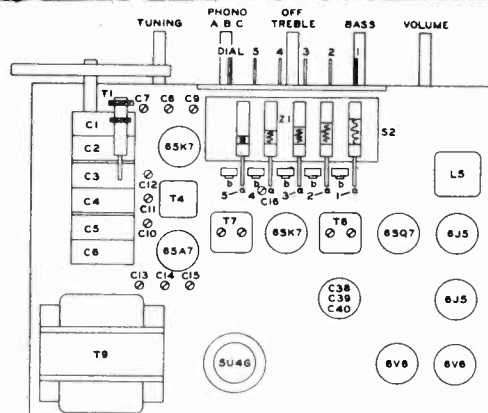 PHONO OFF
TUNING A B C TREBLE BASS VOLUME
DIAL 5 4 3 2 1
T1 C7 C8 C9
C1 Z1 S2
C2 6SK7
C3 L5
C12 b b b b b
C4 T4 5 a 4 a C16 3 a 2 a 1 a
C11
C5 C10 T7 6SK7 T6 6SQ7 6J5
C6 6SA7
C13 C14 C15 C38
C39 6J5
C40
T9 5U4G 6V6 6V6